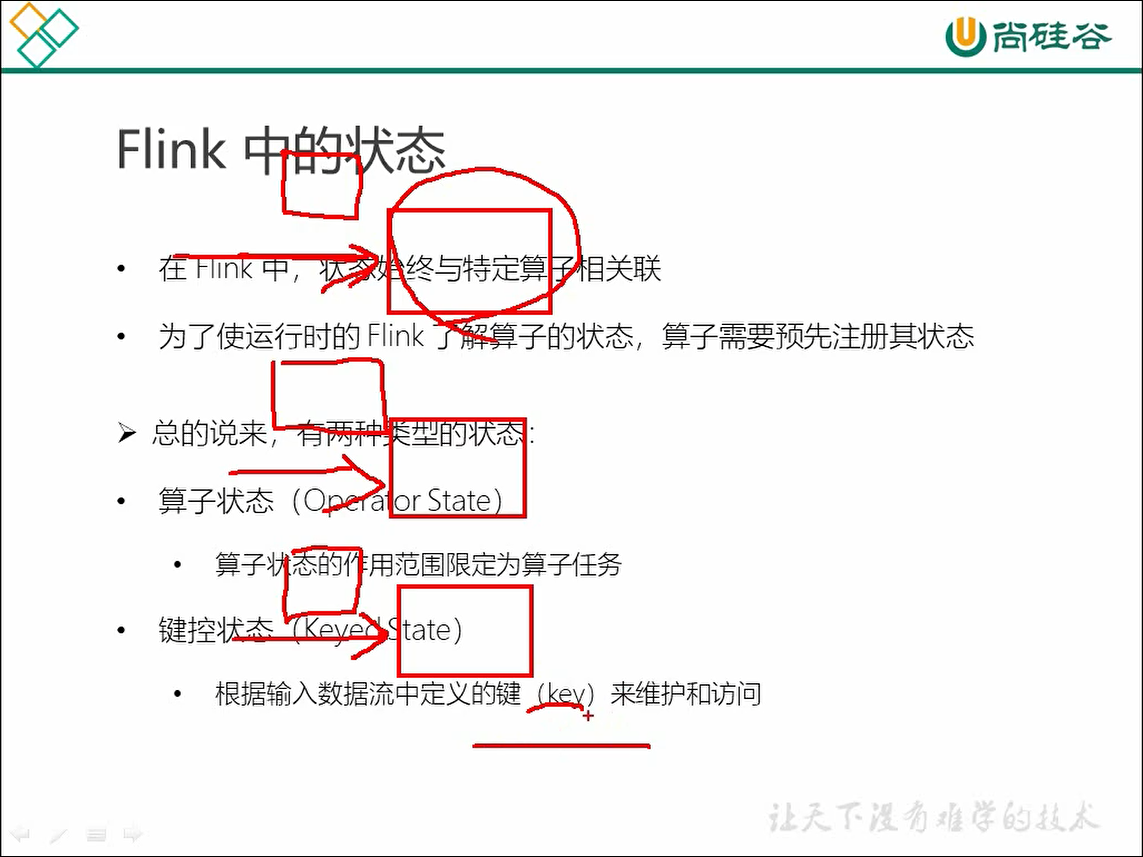 尚硅谷
Flink 中的状态
• 在 Flink 中，状态始终与特定算子相关联
• 为了使运行时的 Flink 了解算子的状态，算子需要预先注册其状态
➢ 总的说来，有两种类型的状态：
• 算子状态（Operator State）
• 算子状态的作用范围限定为算子任务
• 键控状态（Keyed State）
• 根据输入数据流中定义的键（key）来维护和访问
让天下没有难学的技术